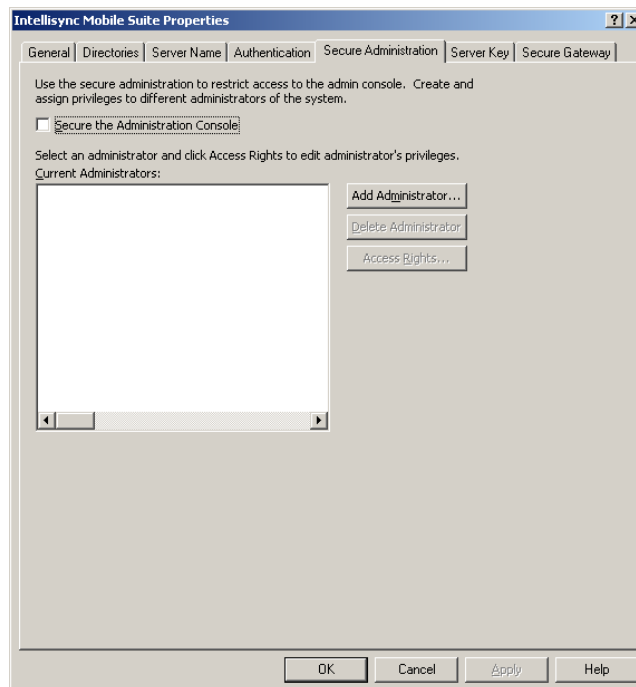 Intellisync Mobile Suite Properties
General Directories Server Name Authentication Secure Administration Server Key Secure Gateway
Use the secure administration to restrict access to the admin console. Create and
assign privileges to different administrators of the system.
Secure the Administration Console
Select an administrator and click Access Rights to edit administrator's privileges.
Current Administrators:
Add Administrator...
Delete Administrator
Access Rights...
OK Cancel Apply Help